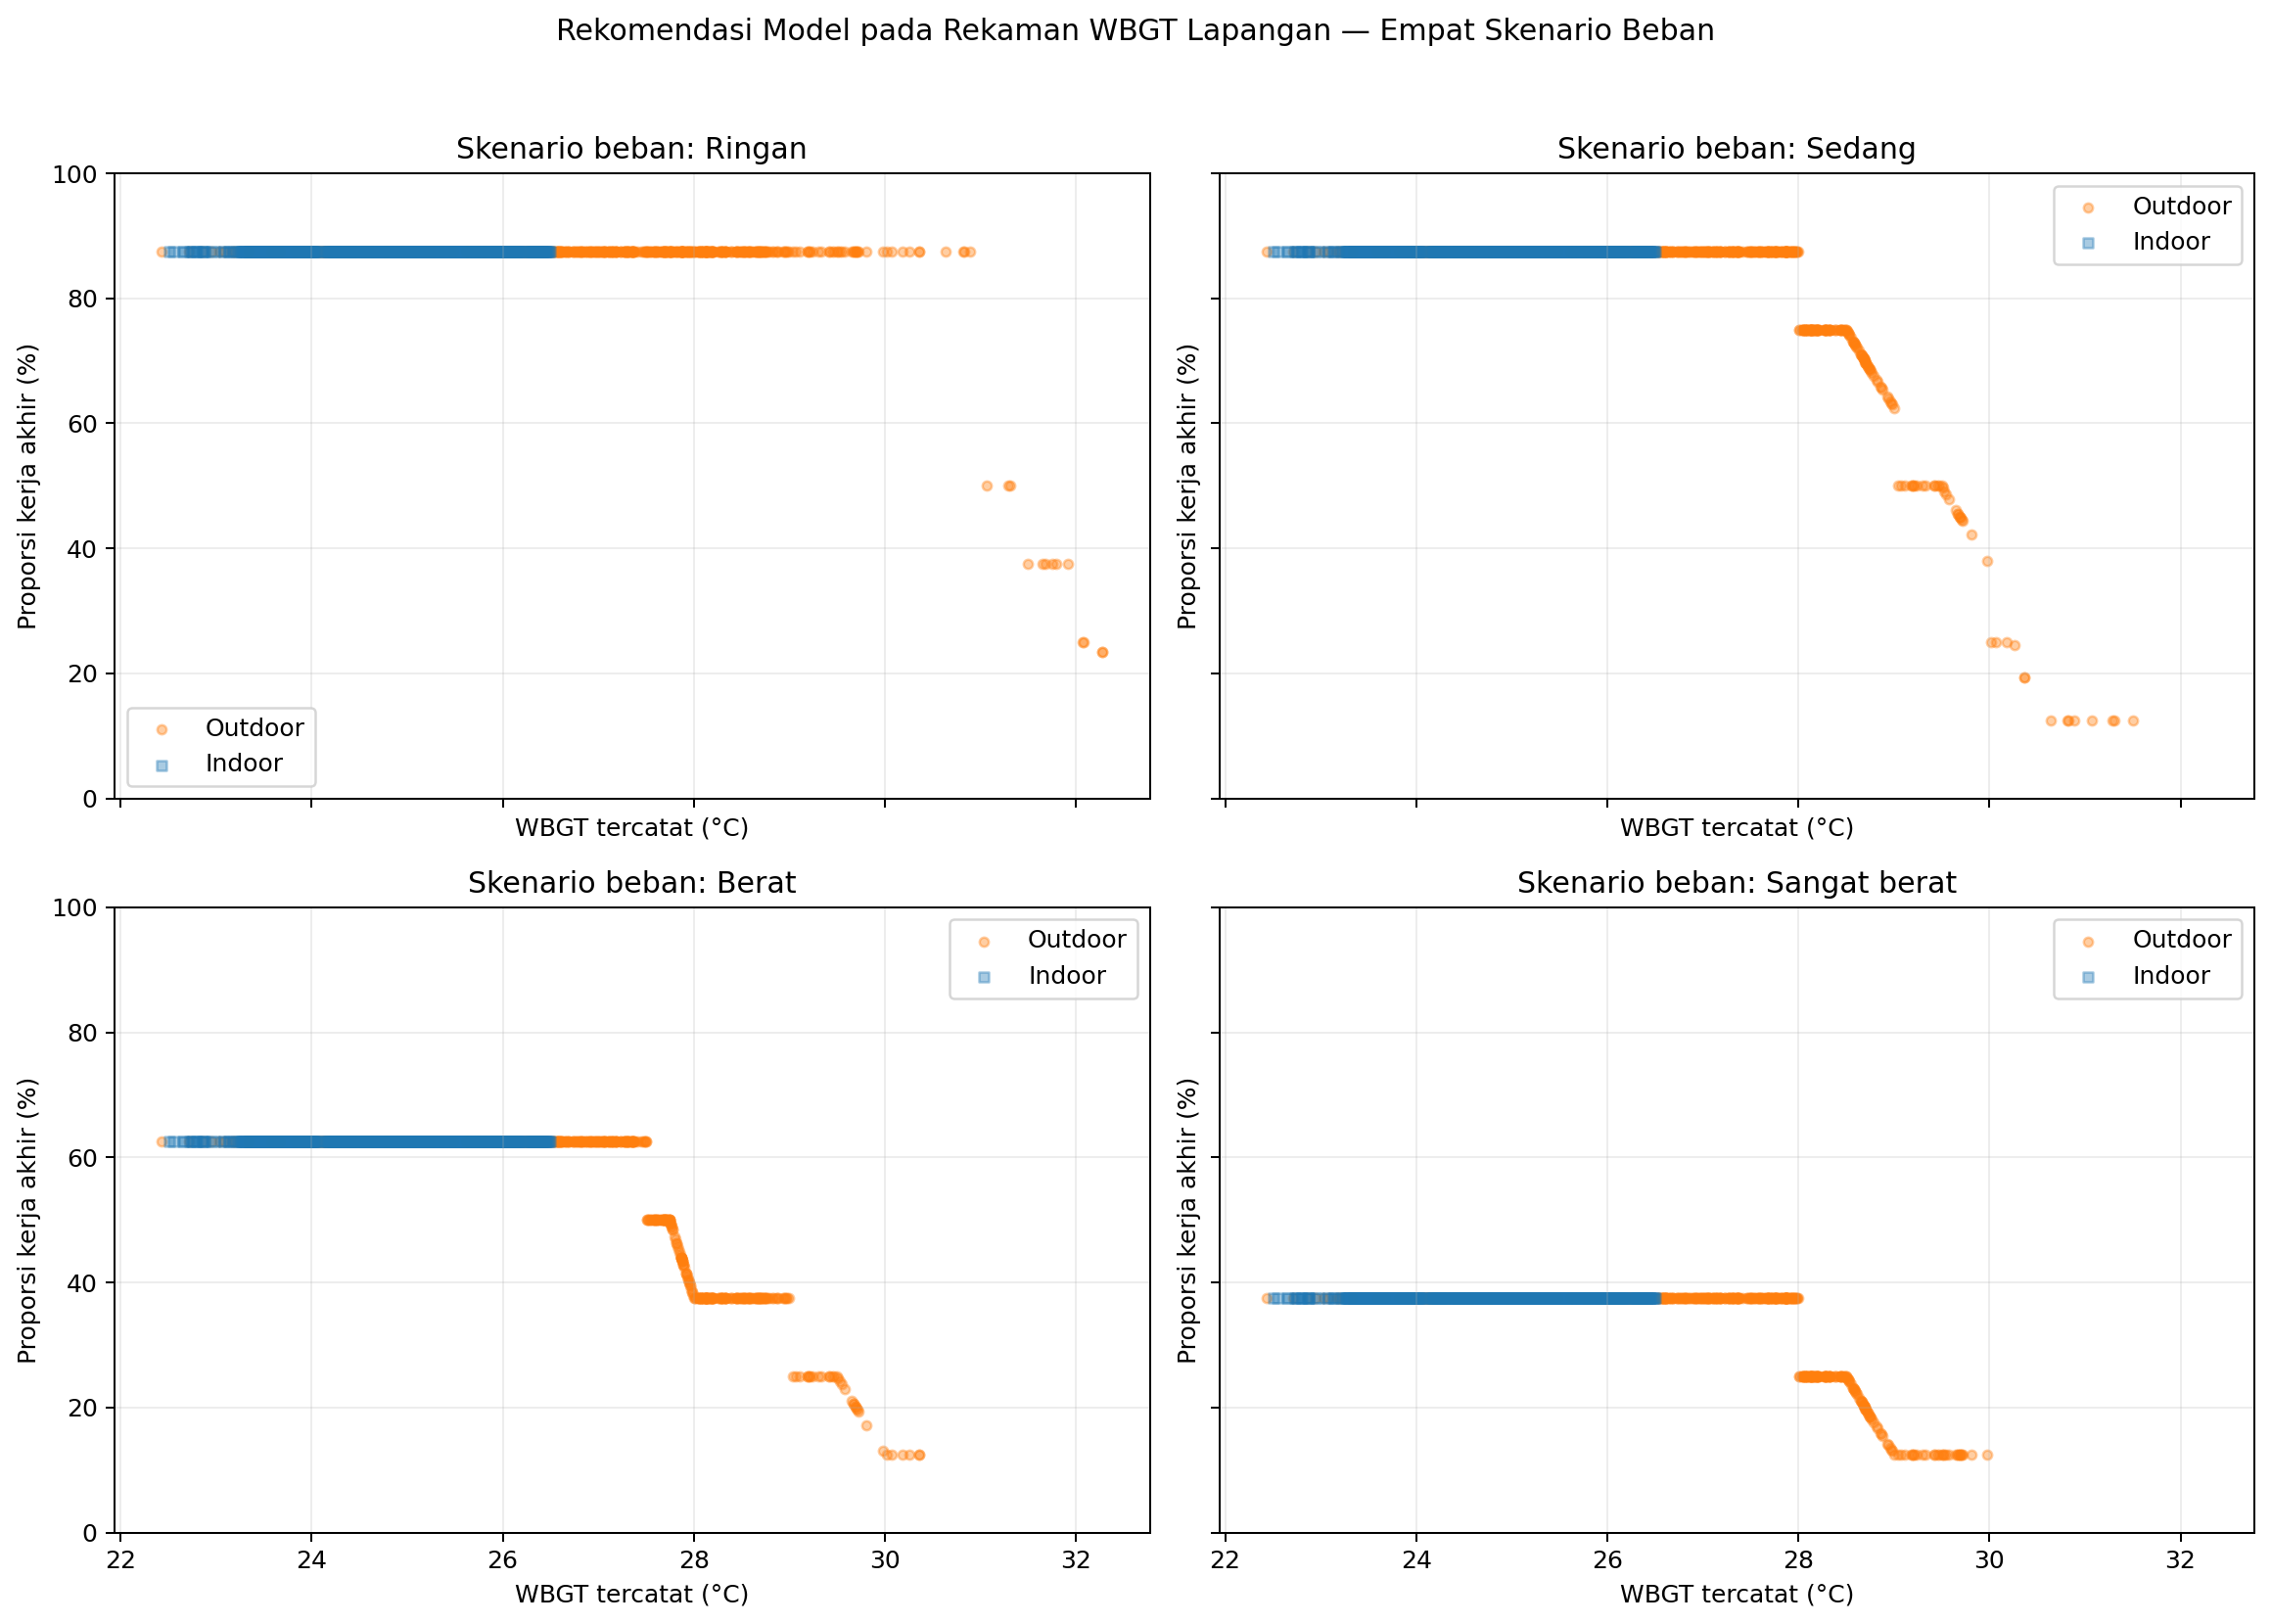 Rekomendasi Model pada Rekaman WBGT Lapangan — Empat Skenario Beban
Skenario beban: Ringan
100
80
60
40
20
0
Proporsi kerja akhir (%)
Outdoor
Indoor
WBGT tercatat (°C)
Skenario beban: Sedang
Proporsi kerja akhir (%)
Outdoor
Indoor
WBGT tercatat (°C)
Skenario beban: Berat
100
80
60
40
20
0
Proporsi kerja akhir (%)
Outdoor
Indoor
22 24 26 28 30 32
WBGT tercatat (°C)
Skenario beban: Sangat berat
Proporsi kerja akhir (%)
Outdoor
Indoor
22 24 26 28 30 32
WBGT tercatat (°C)